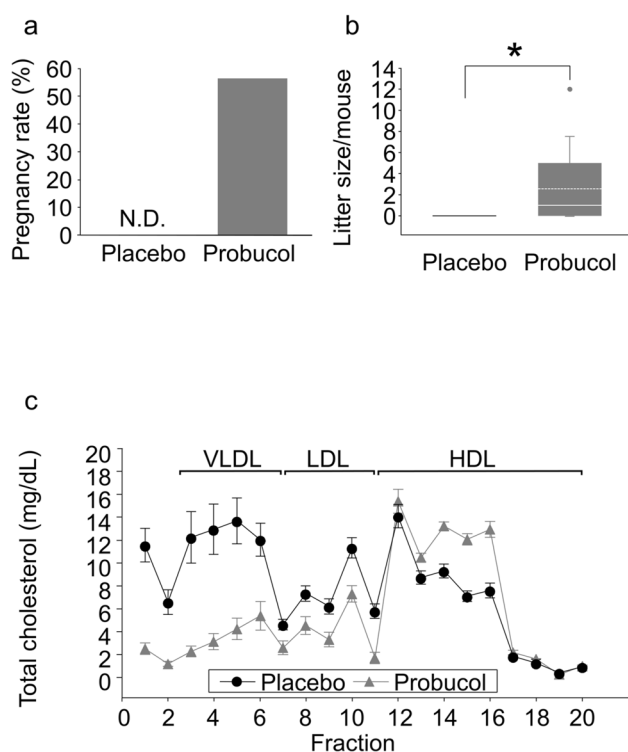 a
b
Pregnancy rate (%)
60
50
40
30
20
10
0
N.D.
Placebo Probucol
*
Litter size/mouse
14
12
10
8
6
4
2
0
Placebo Probucol
c
Total cholesterol (mg/dL)
20
18
16
14
12
10
8
6
4
2
0
VLDL LDL HDL
Placebo Probucol
0 2 4 6 8 10 12 14 16 18 20
Fraction